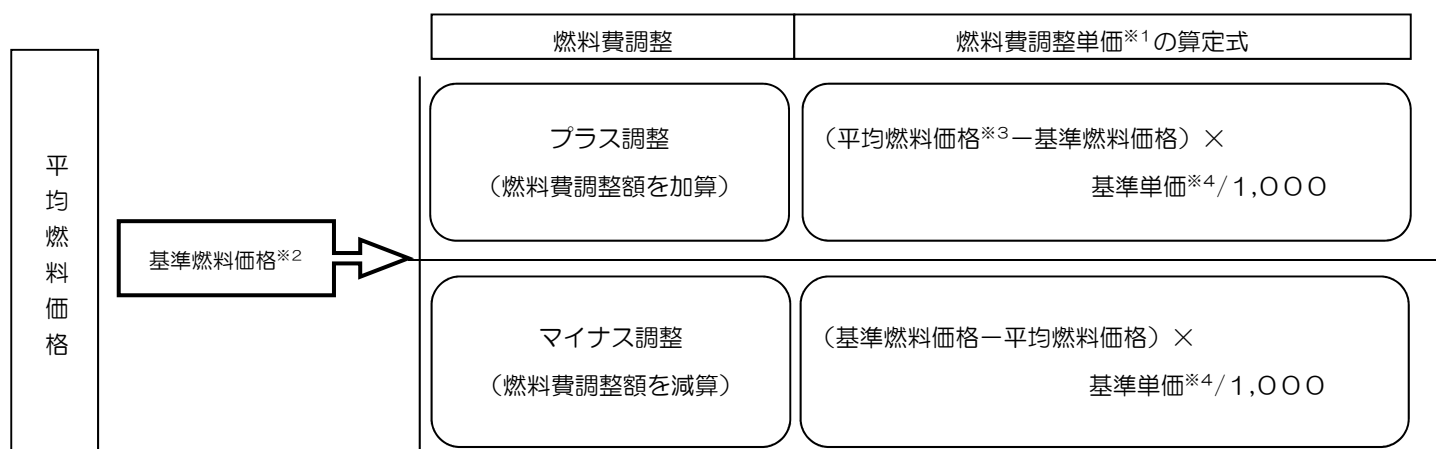 燃料費調整
燃料費調整単価※1の算定式
平均燃料価格
基準燃料価格※2
プラス調整
（燃料費調整額を加算）
（平均燃料価格※3－基準燃料価格）×
基準単価※4/１,０００
マイナス調整
（燃料費調整額を減算）
（基準燃料価格－平均燃料価格）×
基準単価※4/１,０００